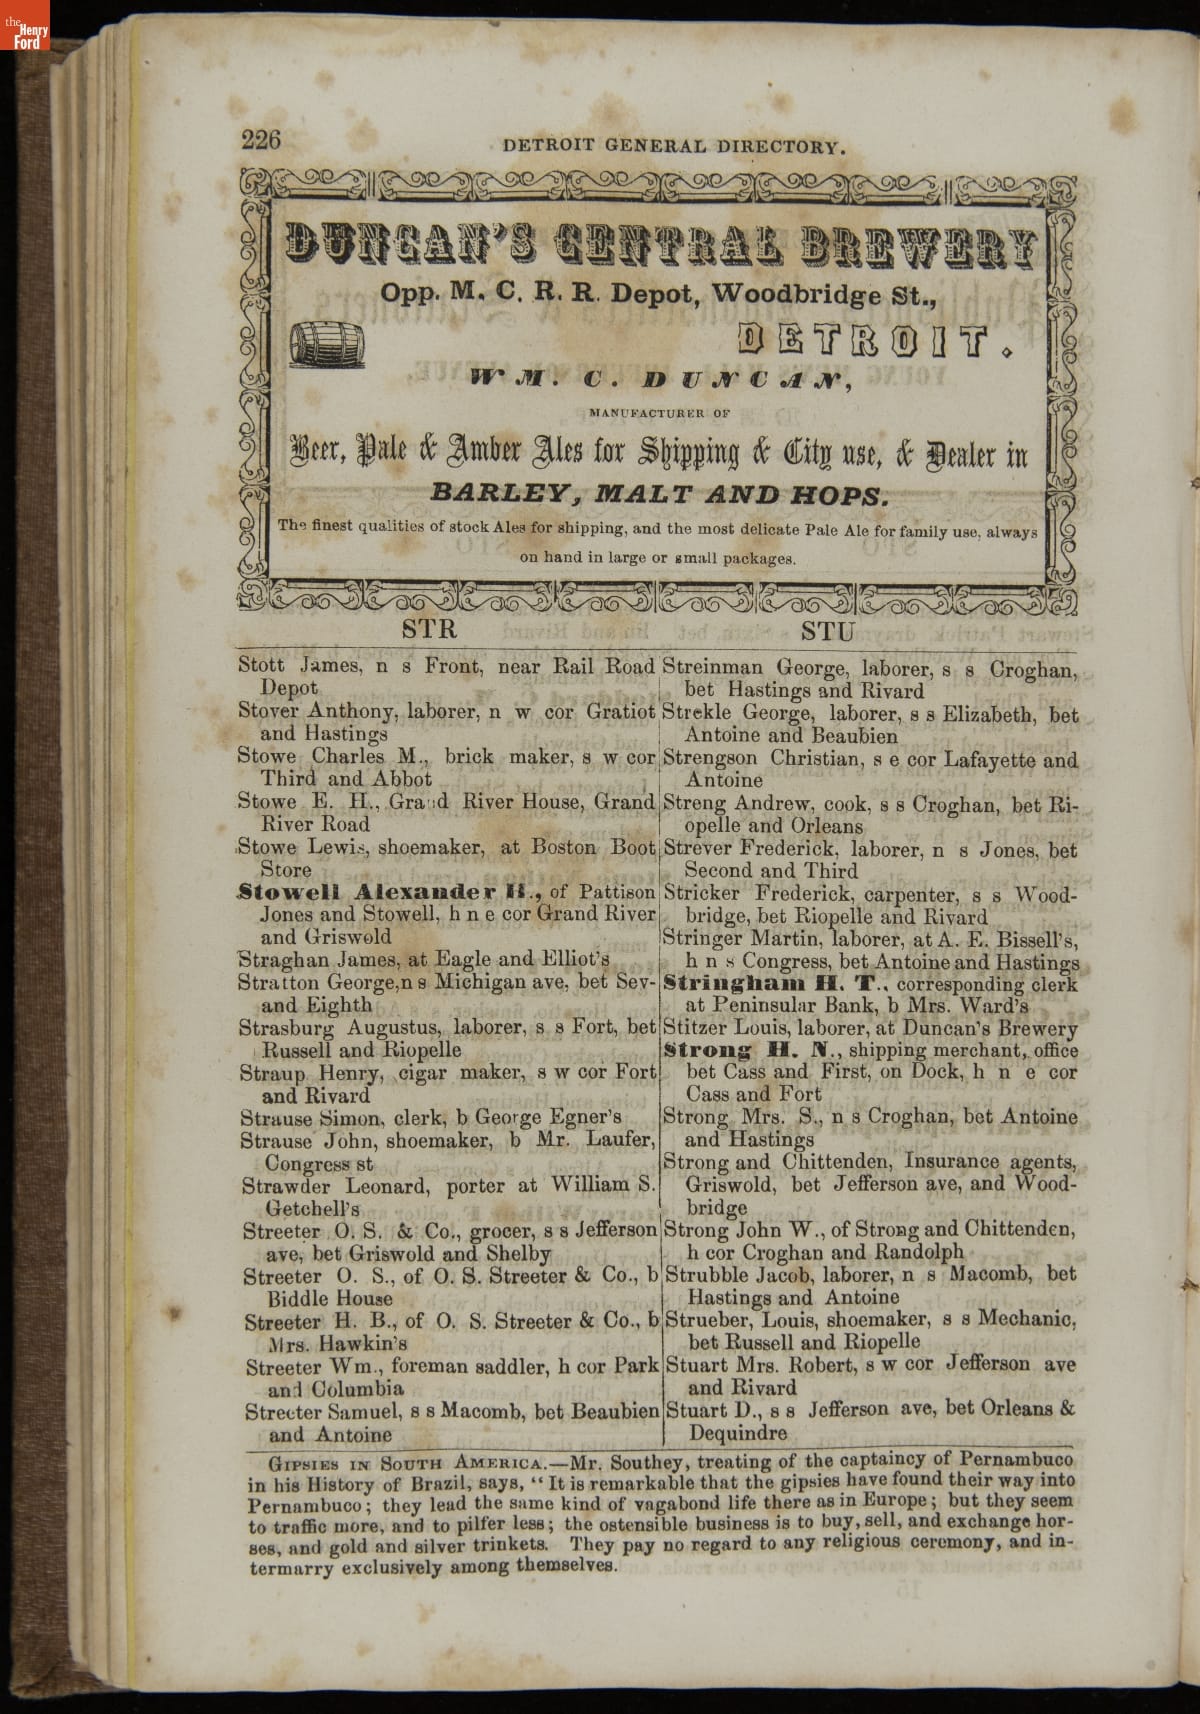 the
Henry
Ford
226
DETROIT GENERAL DIRECTORY.
DUNCAN'S CENTRAL BREWERY
Opp. M. C. R. R. Depot, Woodbridge St.,
DETROIT.
WM. C. DUNCAN,
MANUFACTURER OF
Beer, Pale & Amber Ales for Shipping & City use, & Dealer in
BARLEY, MALT AND HOPS.
The finest qualities of stock Ales for shipping, and the most delicate Pale Ale for family use, always
on hand in large or small packages.
STR
Stott James, n s Front, near Rail Road
Depot
Stover Anthony, laborer, n w cor Gratiot
and Hastings
Stowe Charles M., brick maker, s w cor
Third and Abbot
Stowe E. H., Grand River House, Grand
River Road
Stowe Lewis, shoemaker, at Boston Boot
Store
Stowell Alexander H., of Pattison
Jones and Stowell, h n e cor Grand River
and Griswold
Straghan James, at Eagle and Elliot's
Stratton George, n s Michigan ave, bet Sev-
and Eighth
Strasburg Augustus, laborer, s s Fort, bet
Russell and Riopelle
Straup Henry, cigar maker, s w cor Fort
and Rivard
Strause Simon, clerk, b George Egner's
Strause John, shoemaker, b Mr. Laufer,
Congress st
Strawder Leonard, porter at William S.
Getchell's
Streeter O. S. & Co., grocer, s s Jefferson
ave, bet Griswold and Shelby
Streeter O. S., of O. S. Streeter & Co., b
Biddle House
Streeter H. B., of O. S. Streeter & Co., b
Mrs. Hawkin's
Streeter Wm., foreman saddler, h cor Park
and Columbia
Streeter Samuel, s s Macomb, bet Beaubien
and Antoine
STU
Streinman George, laborer, s s Croghan,
bet Hastings and Rivard
Strekle George, laborer, s s Elizabeth, bet
Antoine and Beaubien
Strengson Christian, s e cor Lafayette and
Antoine
Streng Andrew, cook, s s Croghan, bet Ri-
opelle and Orleans
Strever Frederick, laborer, n s Jones, bet
Second and Third
Stricker Frederick, carpenter, s s Wood-
bridge, bet Riopelle and Rivard
Stringer Martin, laborer, at A. E. Bissell's,
h n s Congress, bet Antoine and Hastings
Stringham H. T., corresponding clerk
at Peninsular Bank, b Mrs. Ward's
Stitzer Louis, laborer, at Duncan's Brewery
Strong H. N., shipping merchant, office
bet Cass and First, on Dock, h n e cor
Cass and Fort
Strong Mrs. S., n s Croghan, bet Antoine
and Hastings
Strong and Chittenden, Insurance agents,
Griswold, bet Jefferson ave, and Wood-
bridge
Strong John W., of Strong and Chittenden,
h cor Croghan and Randolph
Strubble Jacob, laborer, n s Macomb, bet
Hastings and Antoine
Strueber, Louis, shoemaker, s s Mechanic,
bet Russell and Riopelle
Stuart Mrs. Robert, s w cor Jefferson ave
and Rivard
Stuart D., s s Jefferson ave, bet Orleans &
Dequindre
GIPSIES IN SOUTH AMERICA.—Mr. Southey, treating of the captaincy of Pernambuco
in his History of Brazil, says, "It is remarkable that the gipsies have found their way into
Pernambuco; they lead the same kind of vagabond life there as in Europe; but they seem
to traffic more, and to pilfer less; the ostensible business is to buy, sell, and exchange hor-
ses, and gold and silver trinkets. They pay no regard to any religious ceremony, and in-
termarry exclusively among themselves.